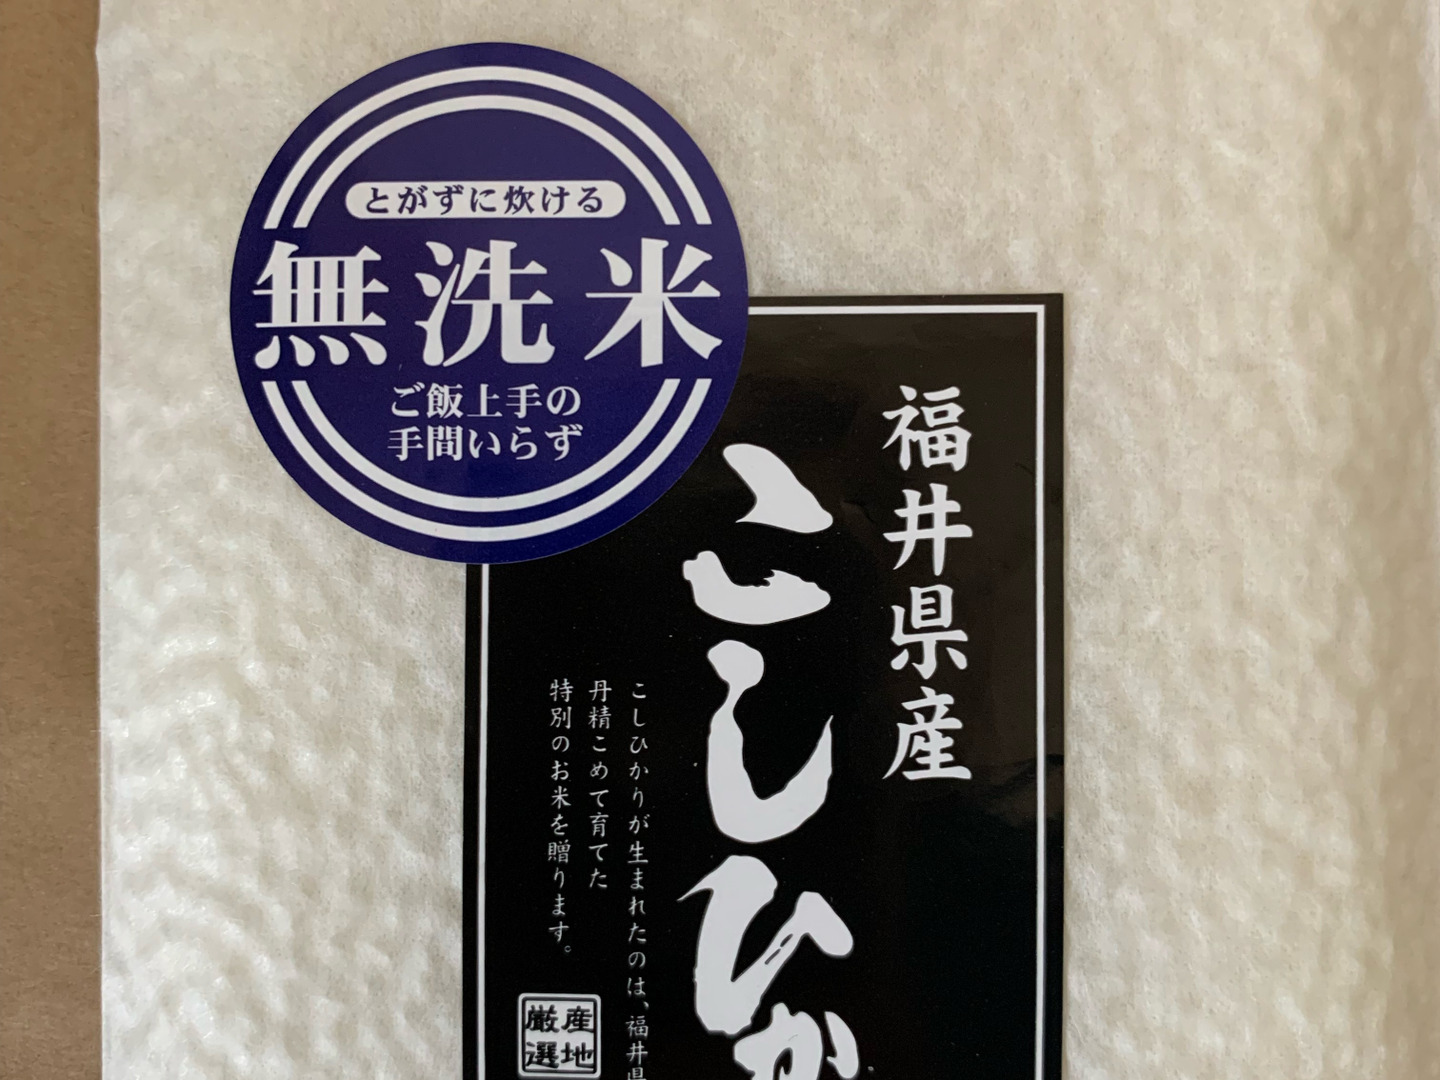 とがずに炊ける
無洗米
ご飯上手の
手間いらず
福井県産
こしひか
こしひかりが生まれたのは、福井県
丹精こめて育てた
特別のお米を贈ります。
産地
厳選